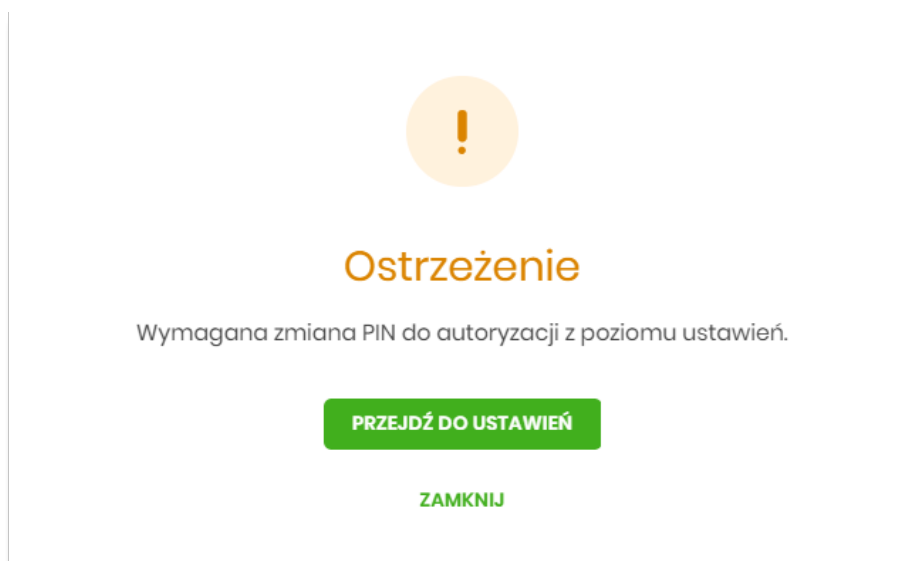 Ostrzeżenie
Wymagana zmiana PIN do autoryzacji z poziomu ustawień.
PRZEJDŹ DO USTAWIEŃ
ZAMKNIJ